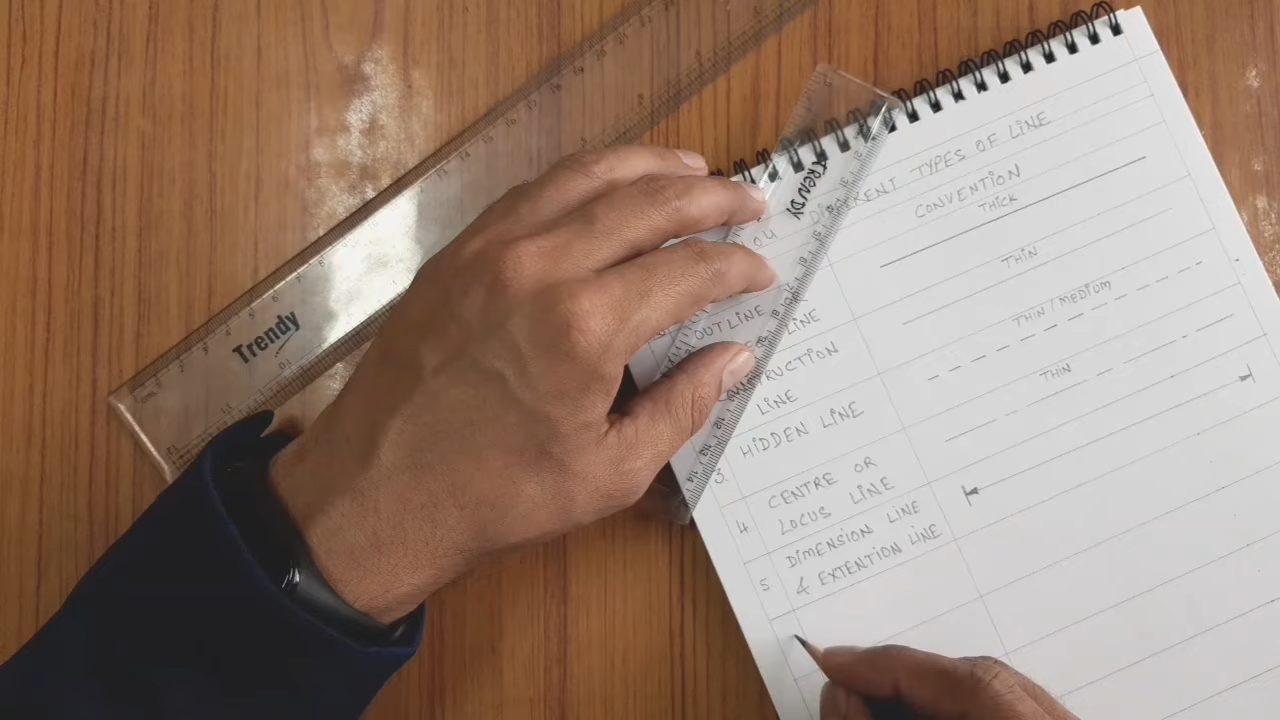 DIFFERENT TYPES OF LINE
CONVENTION
THICK
OUTLINE
THIN
LINE
CONSTRUCTION
LINE
THIN/MEDIUM
3. HIDDEN LINE
THIN
4 CENTRE OR
LOCUS LINE
5 DIMENSION LINE
& EXTENTION LINE
Trendy
TRENDY